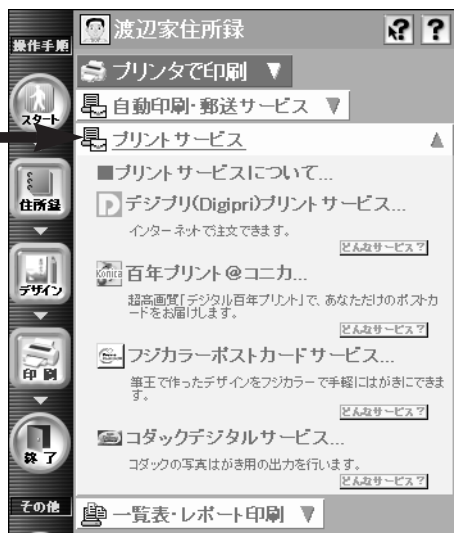 操作手順
スタート
住所録
デザイン
印刷
終了
その他
渡辺家住所録
? ?
プリンタで印刷 ▼
自動印刷・郵送サービス ▼
プリントサービス ▲
■プリントサービスについて...
デジプリ(Digipri)プリントサービス...
インターネットで注文できます。
どんなサービス?
Konica 百年プリント@コニカ...
超高画質「デジタル百年プリント」で、あなただけのポストカ
ードをお届けします。
どんなサービス?
フジカラーポストカードサービス...
筆王で作ったデザインをフジカラーで手軽にはがきにできま
す。
どんなサービス?
コダックデジタルサービス...
コダックの写真はがき用の出力を行います。
どんなサービス?
一覧表・レポート印刷 ▼